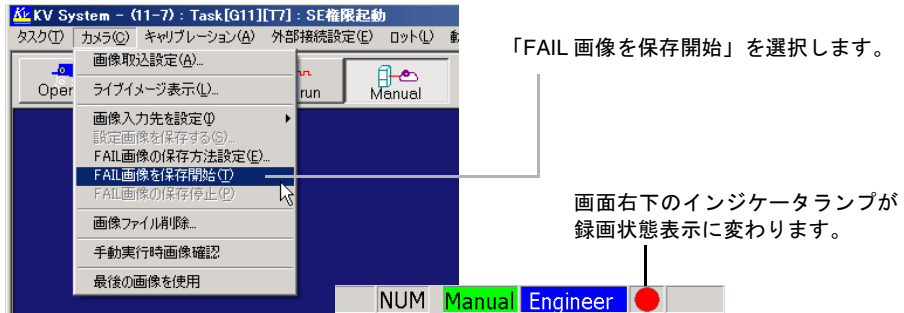 KV System - (11-7) : Task[G11][T7] : SE権限起動
タスク(T) カメラ(C) キャリブレーション(A) 外部接続設定(E) ロット(L)
画像取込設定(A)...
ライブイメージ表示(L)...
画像入力先を設定(I)
設定画像を保存する(S)...
FAIL画像の保存方法設定(E)...
FAIL画像を保存開始(T)
FAIL画像の保存停止(P)
画像ファイル削除...
手動実行時画像確認
最後の画像を使用
Oper
run
Manual
「FAIL 画像を保存開始」を選択します。
画面右下のインジケータランプが
録画状態表示に変わります。
NUM Manual Engineer